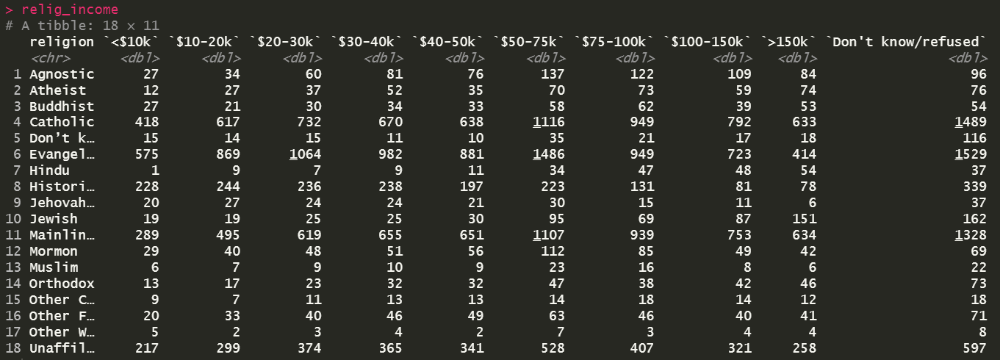 > relig_income
# A tibble: 18 × 11
religion `<$10k` `$10-20k` `$20-30k` `$30-40k` `$40-50k` `$50-75k` `$75-100k` `$100-150k` `>150k` `Don't know/refused`
<chr> <dbl> <dbl> <dbl> <dbl> <dbl> <dbl> <dbl> <dbl> <dbl> <dbl>
1 Agnostic 27 34 60 81 76 137 122 109 84 96
2 Atheist 12 27 37 52 35 70 73 59 74 76
3 Buddhist 27 21 30 34 33 58 62 39 53 54
4 Catholic 418 617 732 670 638 1116 949 792 633 1489
5 Don’t k… 15 14 15 11 10 35 21 17 18 116
6 Evangel… 575 869 1064 982 881 1486 949 723 414 1529
7 Hindu 1 9 7 9 11 34 47 48 54 37
8 Histori… 228 244 236 238 197 223 131 81 78 339
9 Jehovah… 20 27 24 24 21 30 15 11 6 37
10 Jewish 19 19 25 25 30 95 69 87 151 162
11 Mainlin… 289 495 619 655 651 1107 939 753 634 1328
12 Mormon 29 40 48 51 56 112 85 49 42 69
13 Muslim 6 7 9 10 9 23 16 8 6 22
14 Orthodox 13 17 23 32 32 47 38 42 46 73
15 Other C… 9 7 11 13 13 14 18 14 12 18
16 Other F… 20 33 40 46 49 63 46 40 41 71
17 Other W… 5 2 3 4 2 7 3 4 4 8
18 Unaffil… 217 299 374 365 341 528 407 321 258 597